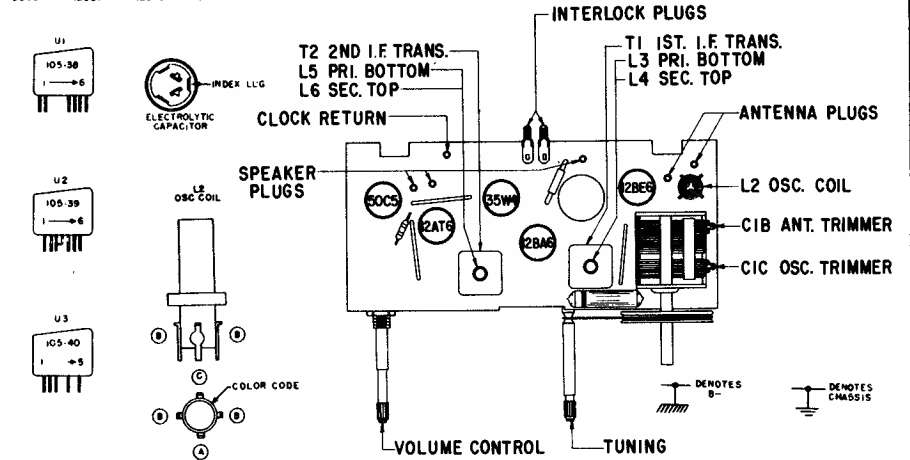 INTERLOCK PLUGS
U1
105-38
1 → 6
INDEX LUG
ELECTROLYTIC
CAPACITOR
T2 2ND I.F. TRANS.
L5 PRI. BOTTOM
L6 SEC. TOP
CLOCK RETURN
T1 1ST. I.F. TRANS.
L3 PRI. BOTTOM
L4 SEC. TOP
ANTENNA PLUGS
SPEAKER
PLUGS
U2
105-39
1 → 6
L2
OSC COIL
50C5
12AT6
35W4
12BA6
12BE6
L2 OSC. COIL
C1B ANT. TRIMMER
C1C OSC. TRIMMER
U3
105-40
1 → 5
B
B
C
COLOR CODE
B
B
A
VOLUME CONTROL
TUNING
DENOTES
B-
DENOTES
CHASSIS